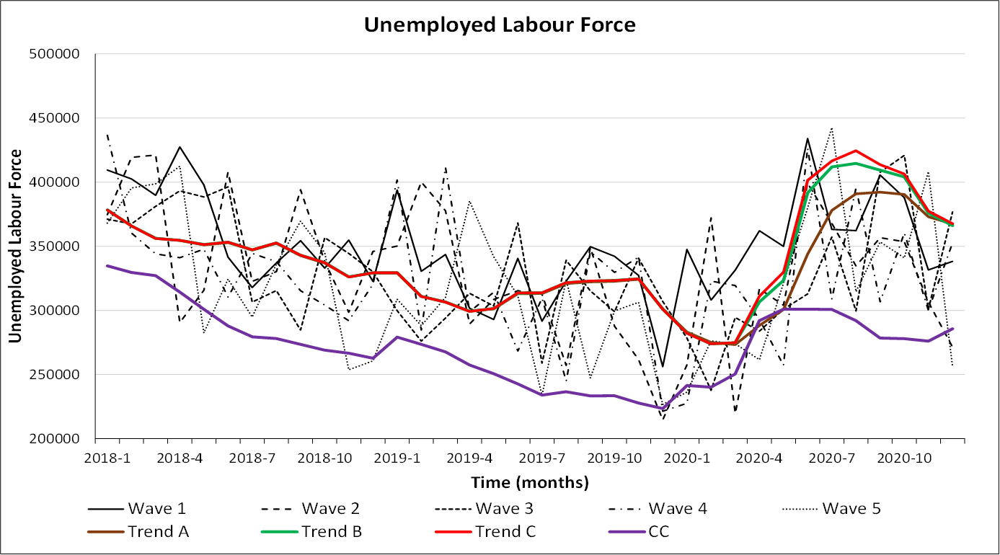 Unemployed Labour Force
500000
450000
400000
350000
300000
250000
200000
Unemployed Labour Force
2018-1 2018-4 2018-7 2018-10 2019-1 2019-4 2019-7 2019-10 2020-1 2020-4 2020-7 2020-10
Time (months)
Wave 1 Wave 2 Wave 3 Wave 4 Wave 5
Trend A Trend B Trend C CC